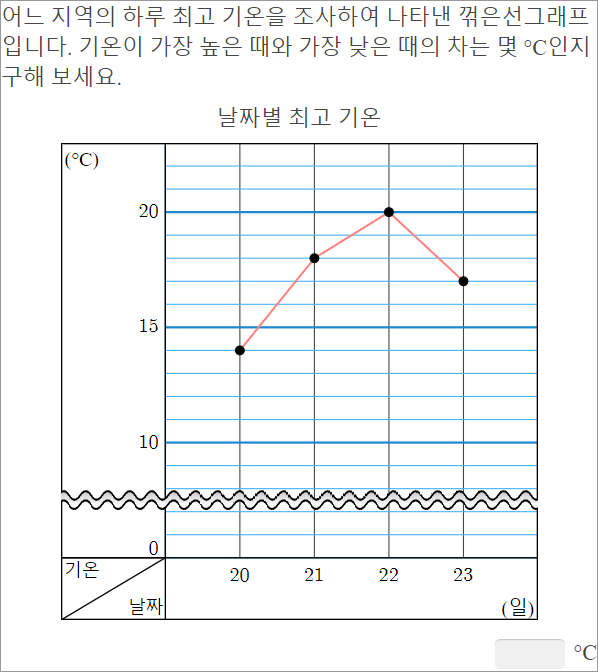 어느 지역의 하루 최고 기온을 조사하여 나타낸 꺾은선그래프
입니다. 기온이 가장 높은 때와 가장 낮은 때의 차는 몇 °C인지
구해 보세요.
날짜별 최고 기온
(°C)
20
15
10
0
기온
날짜
20 21 22 23
(일)
°C